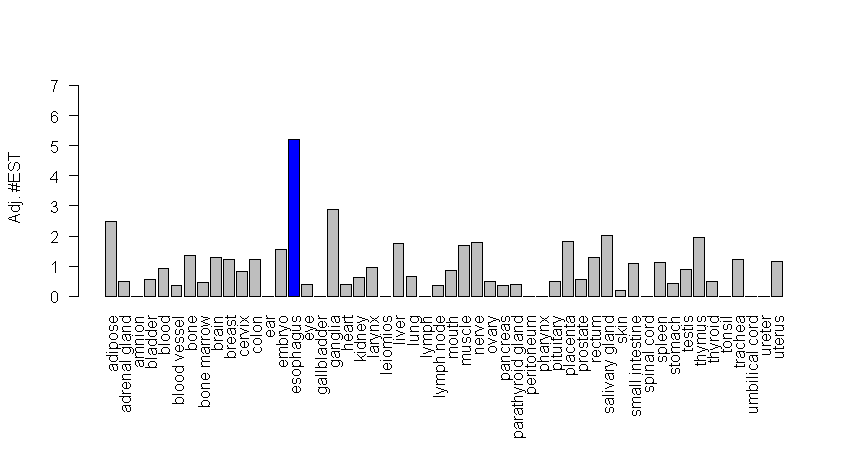 7
6
5
4
3
2
1
0
Adj. #EST
adipose
adrenal gland
amnion
bladder
blood
blood vessel
bone
bone marrow
brain
breast
cervix
colon
ear
embryo
esophagus
eye
gallbladder
ganglia
heart
kidney
larynx
leiomios
liver
lung
lymph
lymph node
mouth
muscle
nerve
ovary
pancreas
parathyroid gland
peritoneum
pharynx
pituitary
placenta
prostate
rectum
salivary gland
skin
small intestine
spinal cord
spleen
stomach
testis
thymus
thyroid
tonsil
trachea
umbilical cord
ureter
uterus